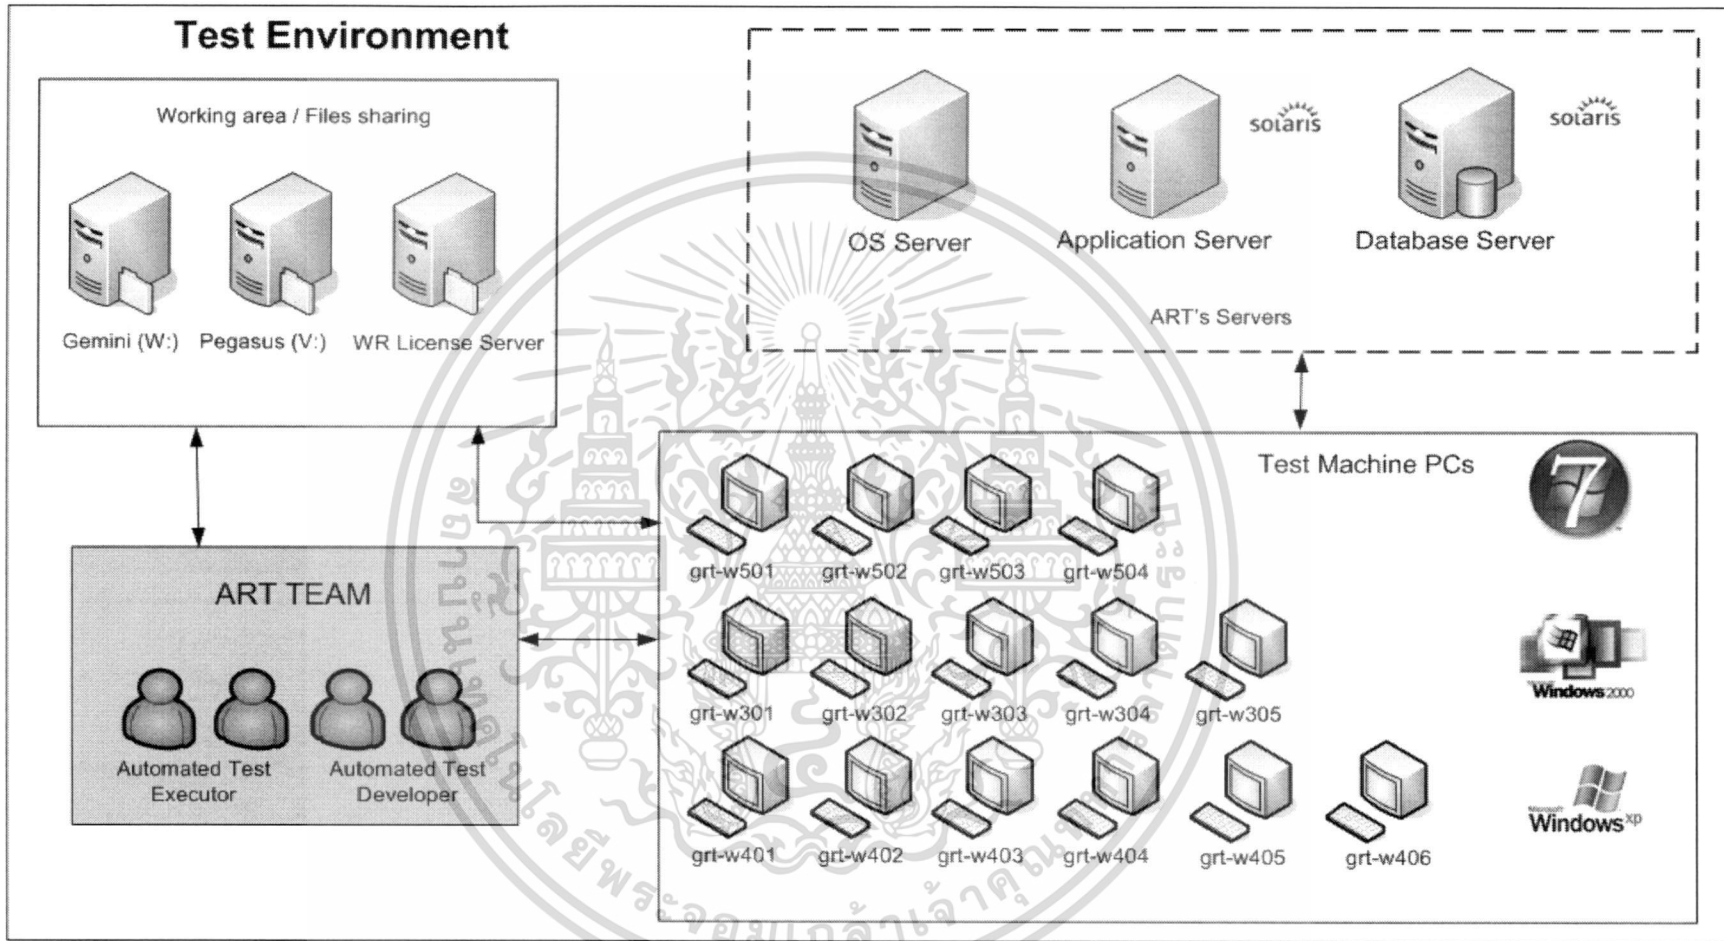 Test Environment
Working area / Files sharing
Gemini (W:)
Pegasus (V:)
WR License Server
solaris
solaris
OS Server
Application Server
Database Server
ART's Servers
ART TEAM
Automated Test
Executor
Automated Test
Developer
Test Machine PCs
7
grt-w501
grt-w502
grt-w503
grt-w504
grt-w301
grt-w302
grt-w303
grt-w304
grt-w305
Windows 2000
grt-w401
grt-w402
grt-w403
grt-w404
grt-w405
grt-w406
Microsoft
Windows xp